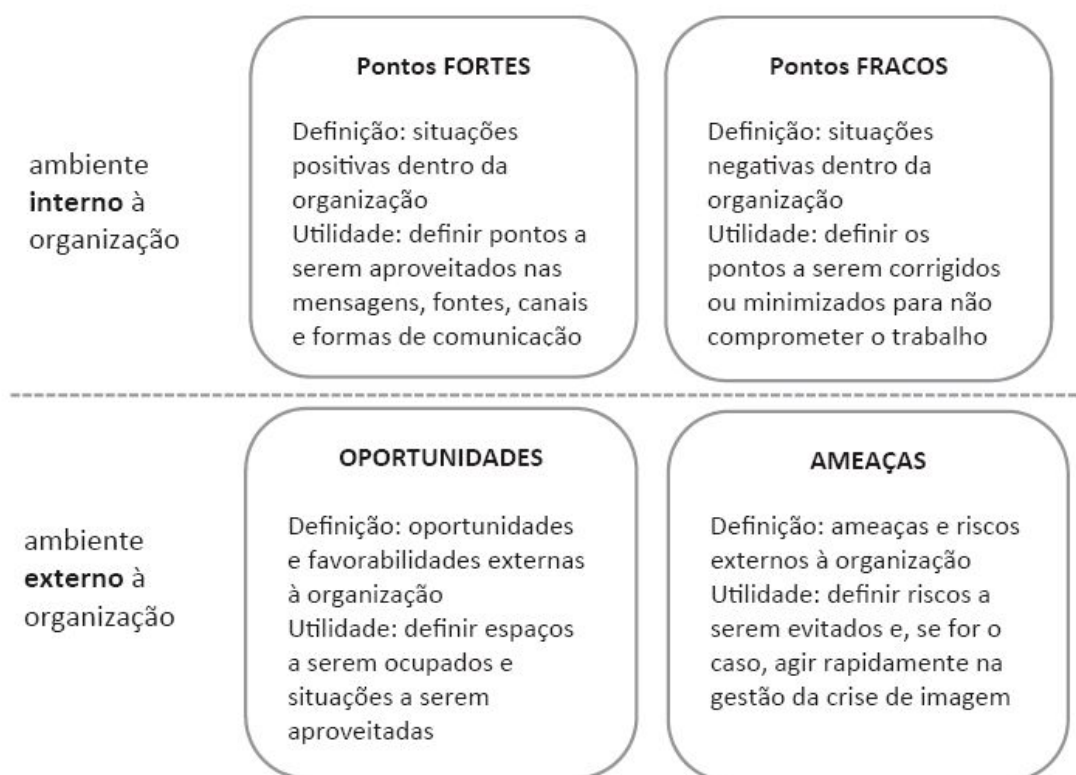 Pontos FORTES
Definição: situações
positivas dentro da
organização
Utilidade: definir pontos a
serem aproveitados nas
mensagens, fontes, canais
e formas de comunicação
Pontos FRACOS
Definição: situações
negativas dentro da
organização
Utilidade: definir os
pontos a serem corrigidos
ou minimizados para não
comprometer o trabalho
ambiente
interno à
organização
OPORTUNIDADES
Definição: oportunidades
e favorabilidades externas
à organização
Utilidade: definir espaços
a serem ocupados e
situações a serem
aproveitadas
AMEAÇAS
Definição: ameaças e riscos
externos à organização
Utilidade: definir riscos a
serem evitados e, se for o
caso, agir rapidamente na
gestão da crise de imagem
ambiente
externo à
organização